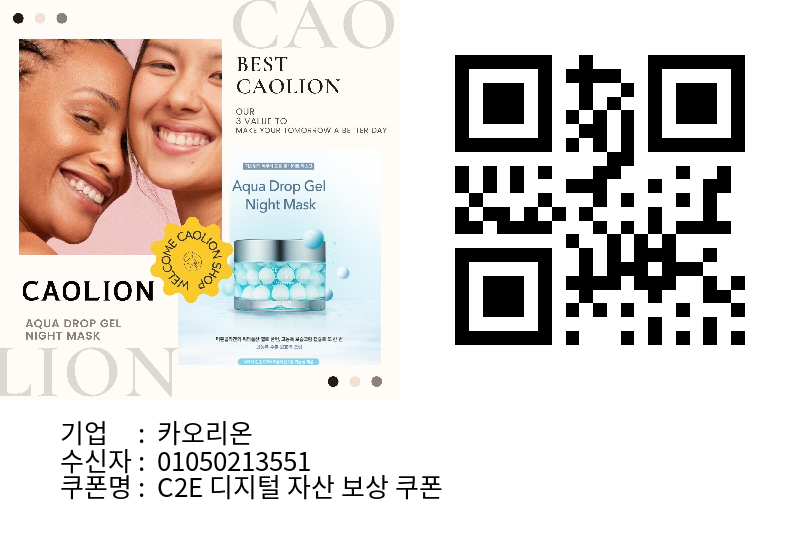 CAO
BEST
CAOLION
OUR
3 VALUE TO
MAKE YOUR TOMORROW A BETTER DAY
Aqua Drop Gel
Night Mask
WELCOME CAOLION SHOP
CAOLION
AQUA DROP GEL
NIGHT MASK
LION
기업 : 카오리온
수신자 : 01050213551
쿠폰명 : C2E 디지털 자산 보상 쿠폰